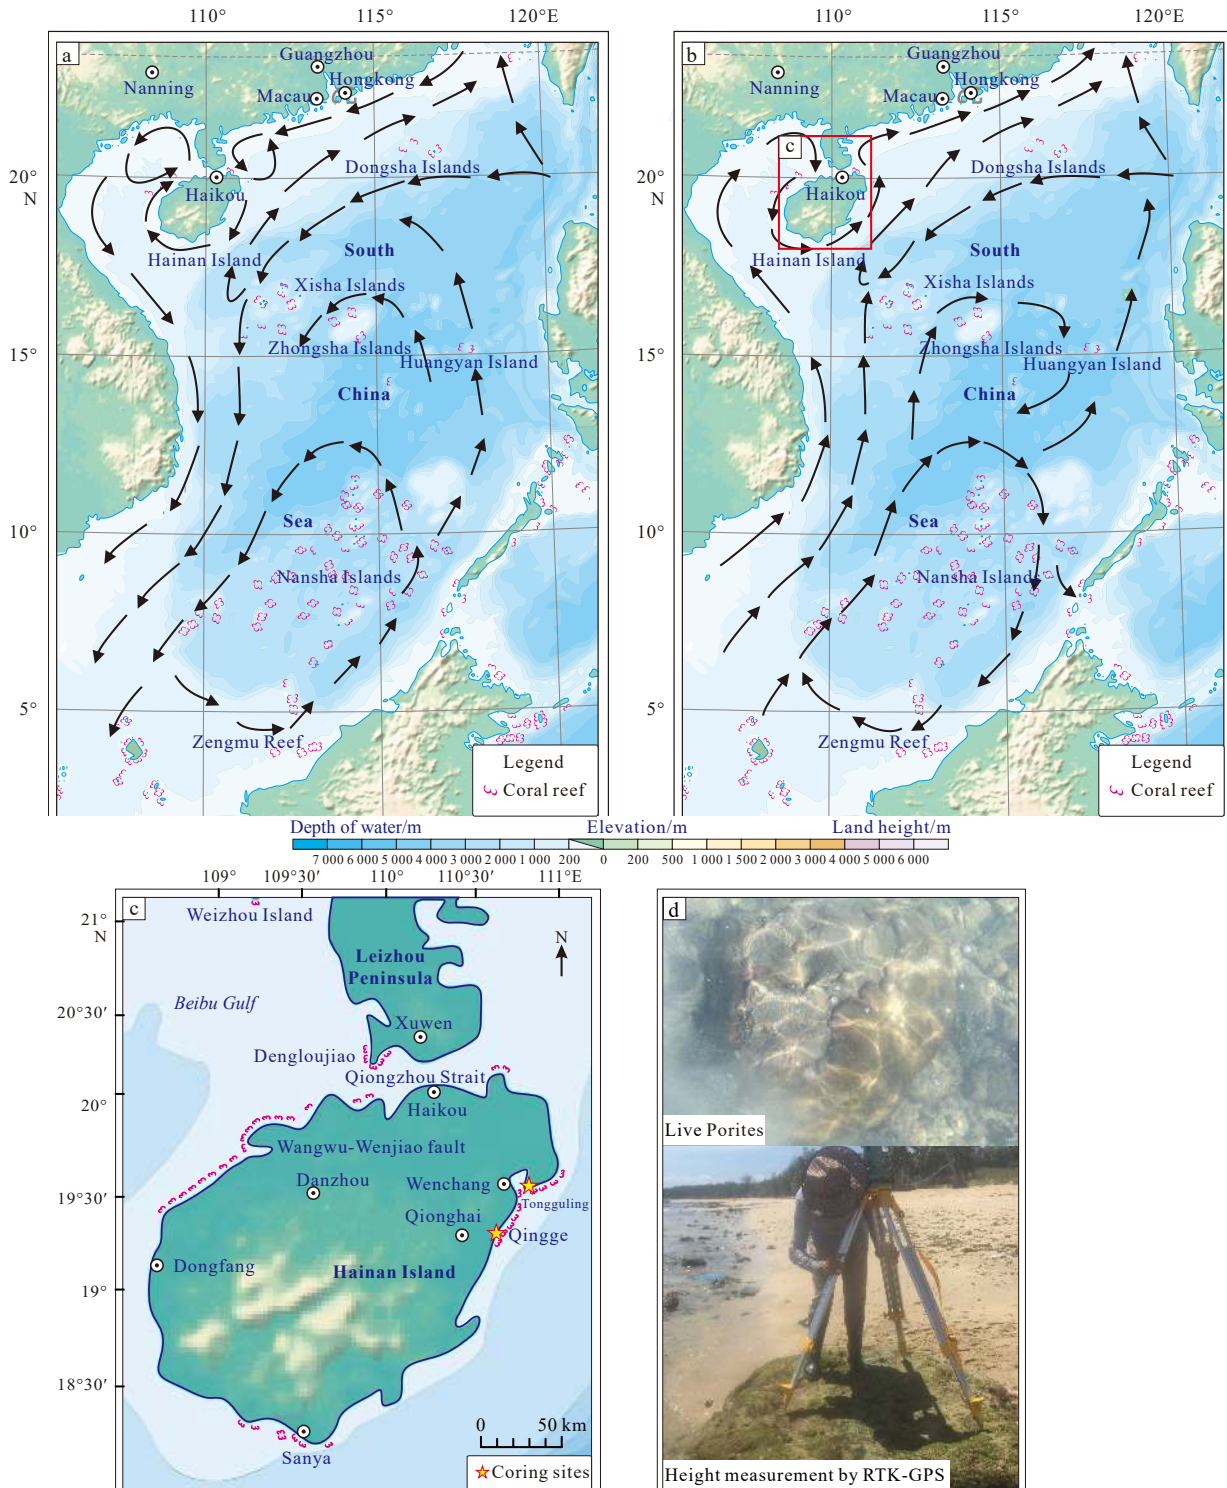 110° 115° 120°E
110° 115° 120°E
a
Guangzhou
Nanning
Hongkong
Macau
Dongsha Islands
20°
N
Haikou
Hainan Island
South
Xisha Islands
Zhongsha Islands
15°
Huangyan Island
China
Sea
10°
Nansha Islands
5°
Zengmu Reef
Legend
Coral reef
b
Guangzhou
Nanning
Hongkong
Macau
c
Dongsha Islands
20°
N
Haikou
Hainan Island
South
Xisha Islands
Zhongsha Islands
15°
Huangyan Island
China
Sea
10°
Nansha Islands
5°
Zengmu Reef
Legend
Coral reef
Depth of water/m Elevation/m Land height/m
7 000 6 000 5 000 4 000 3 000 2 000 1 000 200 0 200 500 1 000 1 500 2 000 3 000 4 000 5 000 6 000
109° 109°30′ 110° 110°30′ 111°E
c
Weizhou Island
21°
N
N
Leizhou
Peninsula
Beibu Gulf
20°30′
Xuwen
Dengloujiao
Qiongzhou Strait
20°
Haikou
Wangwu-Wenjiao fault
Danzhou
Wenchang
19°30′
Tongguling
Qionghai
Qingge
Dongfang
Hainan Island
19°
18°30′
0 50 km
Sanya
Coring sites
d
Live Porites
Height measurement by RTK-GPS